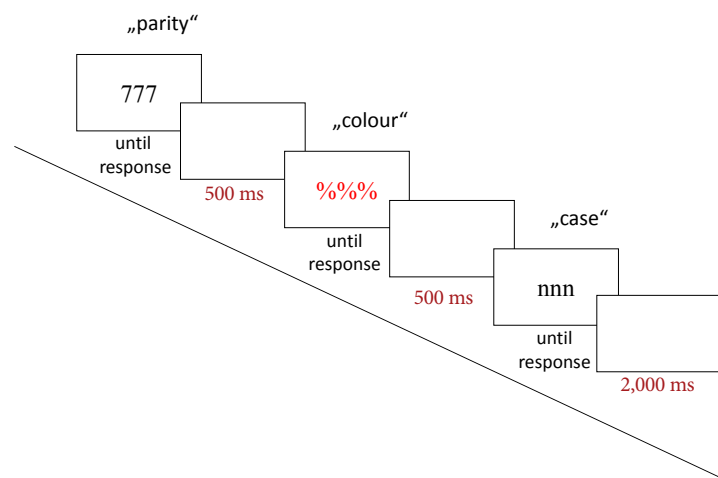 „parity“
777
until
response
500 ms
„colour“
%%%
until
response
500 ms
„case“
nnn
until
response
2,000 ms